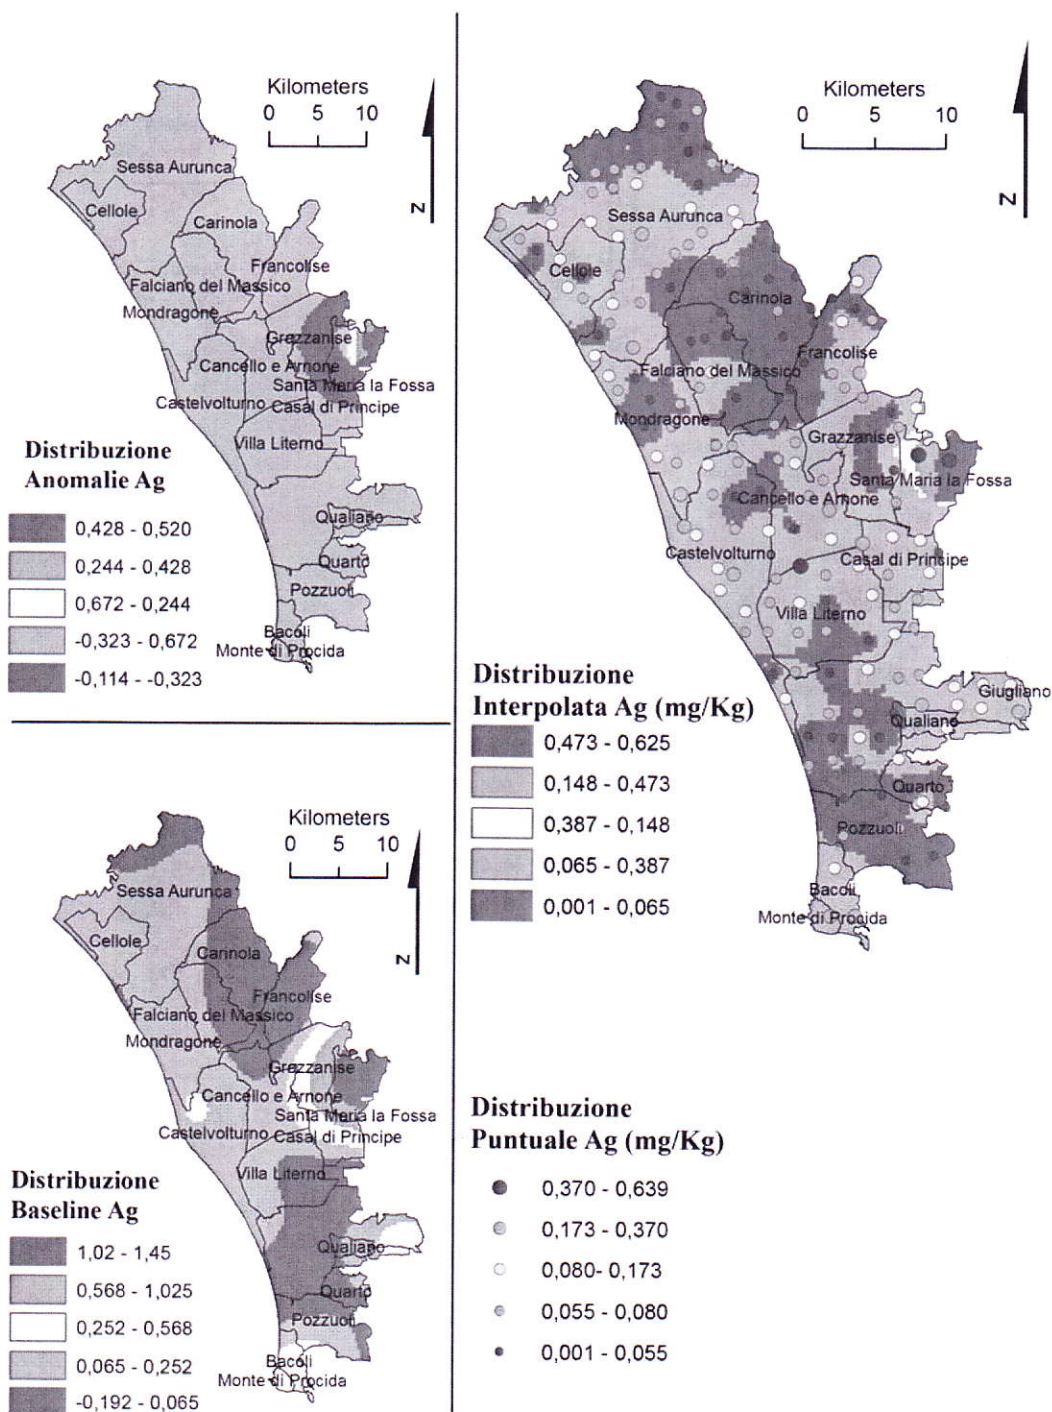 Kilometers
0 5 10
N
Sessa Aurunca
Cellole
Carinola
Francolise
Falciano del Massico
Mondragone
Grezzanise
Cancello e Arnone
Santa Maria la Fossa
Castelvolturno
Casal di Principe
Villa Literno
Qualiano
Quarto
Pozzuoli
Bacoli
Monte di Procida
Distribuzione
Anomalie Ag
0,428 - 0,520
0,244 - 0,428
0,672 - 0,244
-0,323 - 0,672
-0,114 - -0,323
Kilometers
0 5 10
N
Sessa Aurunca
Cellole
Carinola
Francolise
Falciano del Massico
Mondragone
Grezzanise
Cancello e Arnone
Santa Maria la Fossa
Castelvolturno
Casal di Principe
Villa Literno
Qualiano
Quarto
Pozzuoli
Bacoli
Monte di Procida
Distribuzione
Baseline Ag
1,02 - 1,45
0,568 - 1,025
0,252 - 0,568
0,065 - 0,252
-0,192 - 0,065
Kilometers
0 5 10
N
Sessa Aurunca
Cellole
Carinola
Francolise
Falciano del Massico
Mondragone
Grazzanise
Santa Maria la Fossa
Cancello e Arnone
Castelvolturno
Casal di Principe
Villa Literno
Giugliano
Qualiano
Quarto
Pozzuoli
Bacoli
Monte di Procida
Distribuzione
Interpolata Ag (mg/Kg)
0,473 - 0,625
0,148 - 0,473
0,387 - 0,148
0,065 - 0,387
0,001 - 0,065
Distribuzione
Puntuale Ag (mg/Kg)
0,370 - 0,639
0,173 - 0,370
0,080- 0,173
0,055 - 0,080
0,001 - 0,055